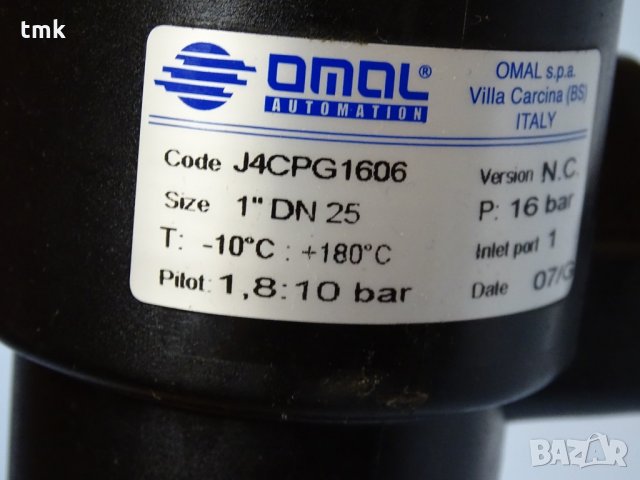 tmk
OMAL®
AUTOMATION
OMAL s.p.a.
Villa Carcina (BS)
ITALY
Code J4CPG1606
Size 1" DN 25
T: -10°C : +180°C
Pilot: 1,8:10 bar
Version N.C.
P: 16 bar
Inlet port 1
Date 07/G
BAZAR